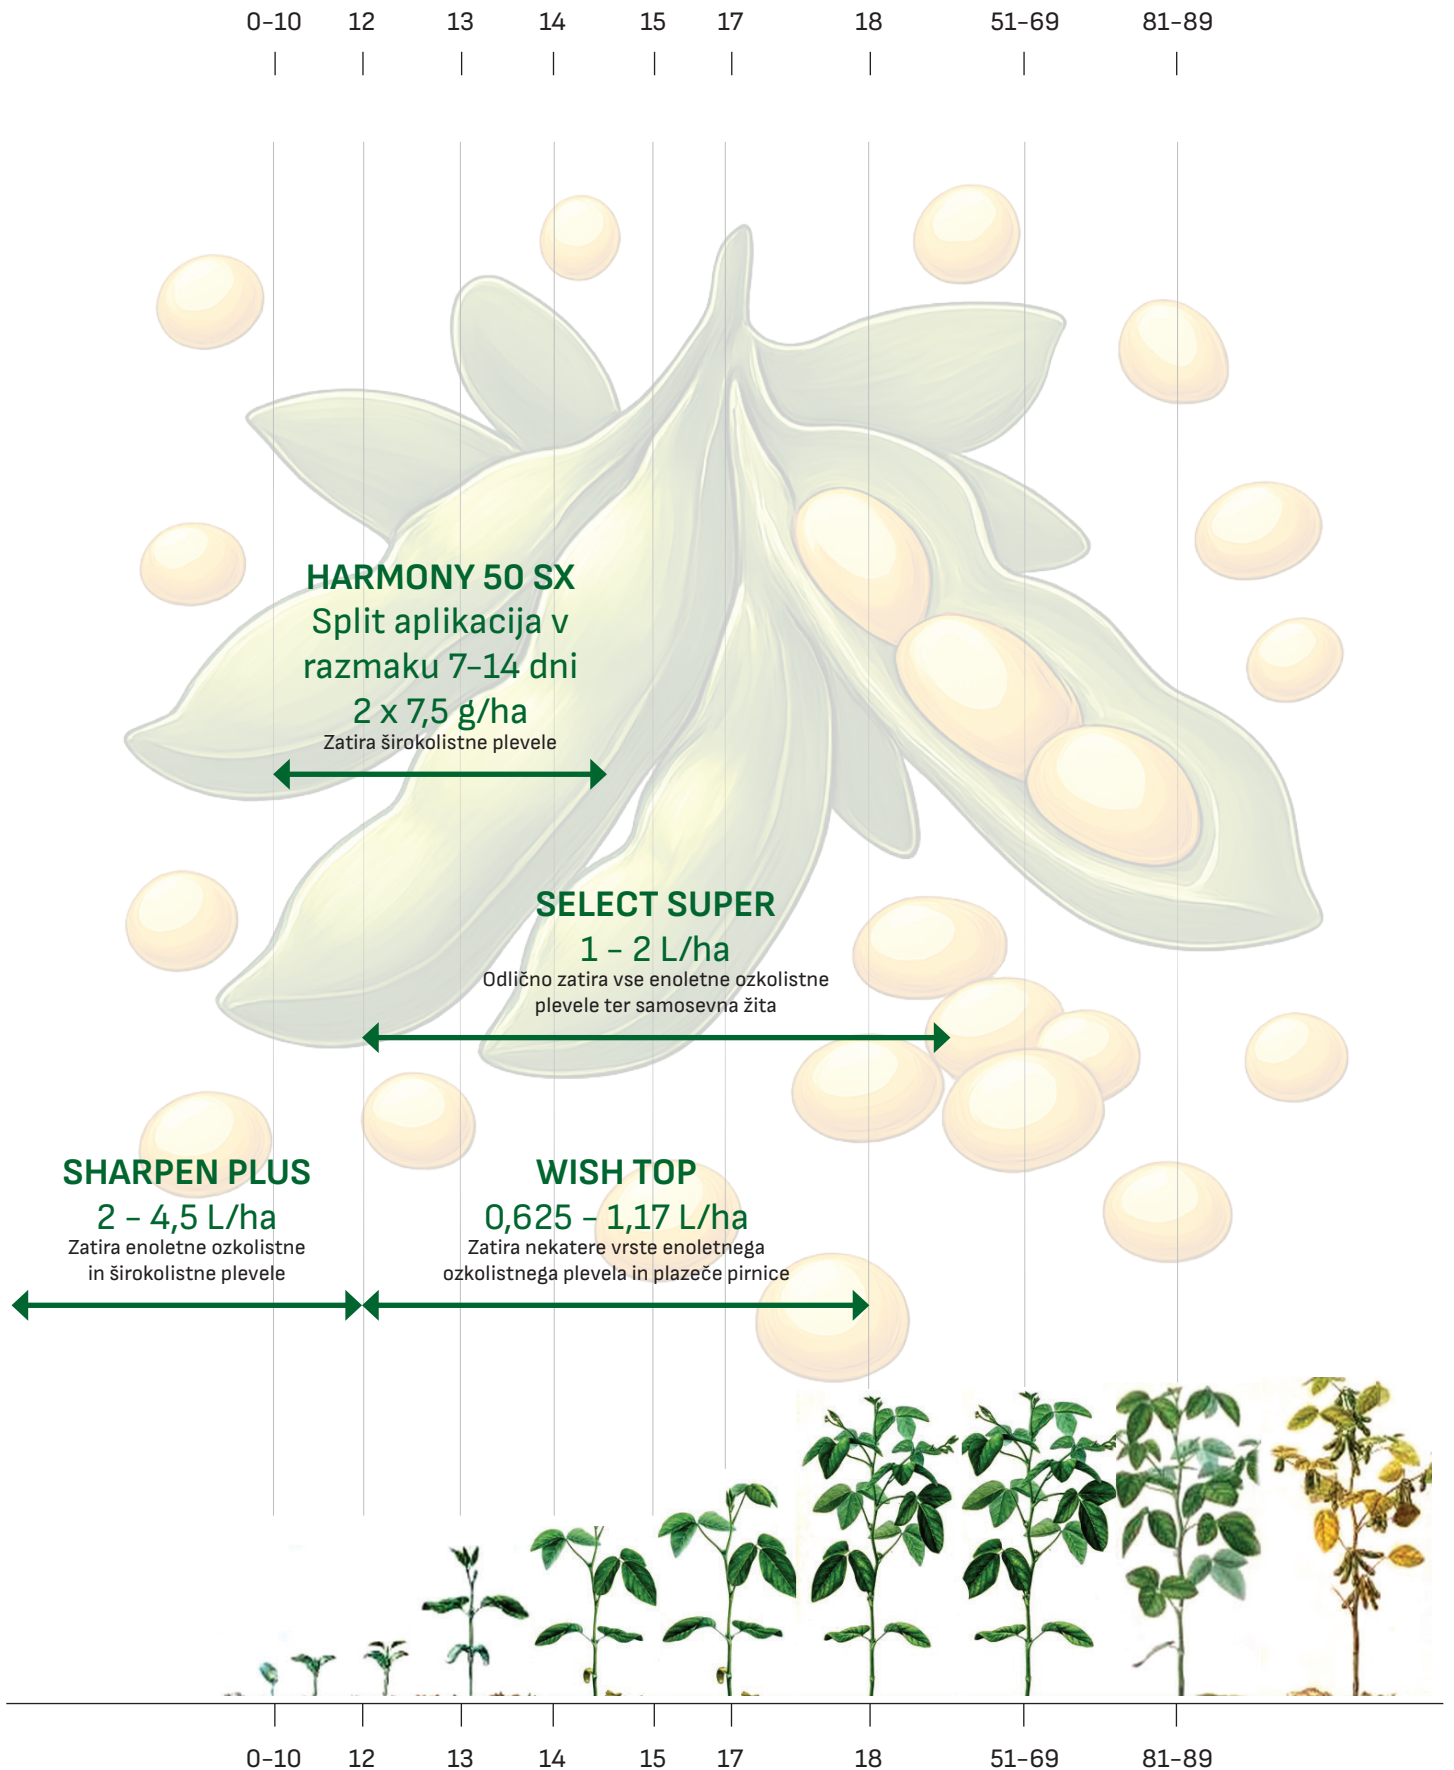 0-10 12 13 14 15 17 18 51-69 81-89
HARMONY 50 SX
Split aplikacija v
razmaku 7-14 dni
2 x 7,5 g/ha
Zatira širokolistne plevele
SELECT SUPER
1 - 2 L/ha
Odlično zatira vse enoletne ozkolistne
plevele ter samosevna žita
SHARPEN PLUS
2 - 4,5 L/ha
Zatira enoletne ozkolistne
in širokolistne plevele
WISH TOP
0,625 - 1,17 L/ha
Zatira nekatere vrste enoletnega
ozkolistnega plevela in plazeče pirnice
0-10 12 13 14 15 17 18 51-69 81-89